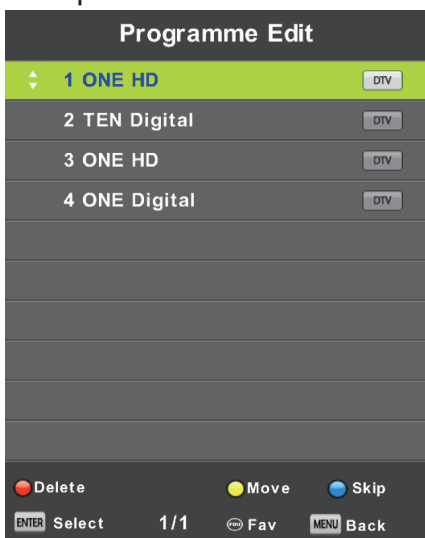 Programme Edit
1 ONE HD DTV
2 TEN Digital DTV
3 ONE HD DTV
4 ONE Digital DTV
Delete Move Skip
ENTER Select 1/1 FAV Fav MENU Back